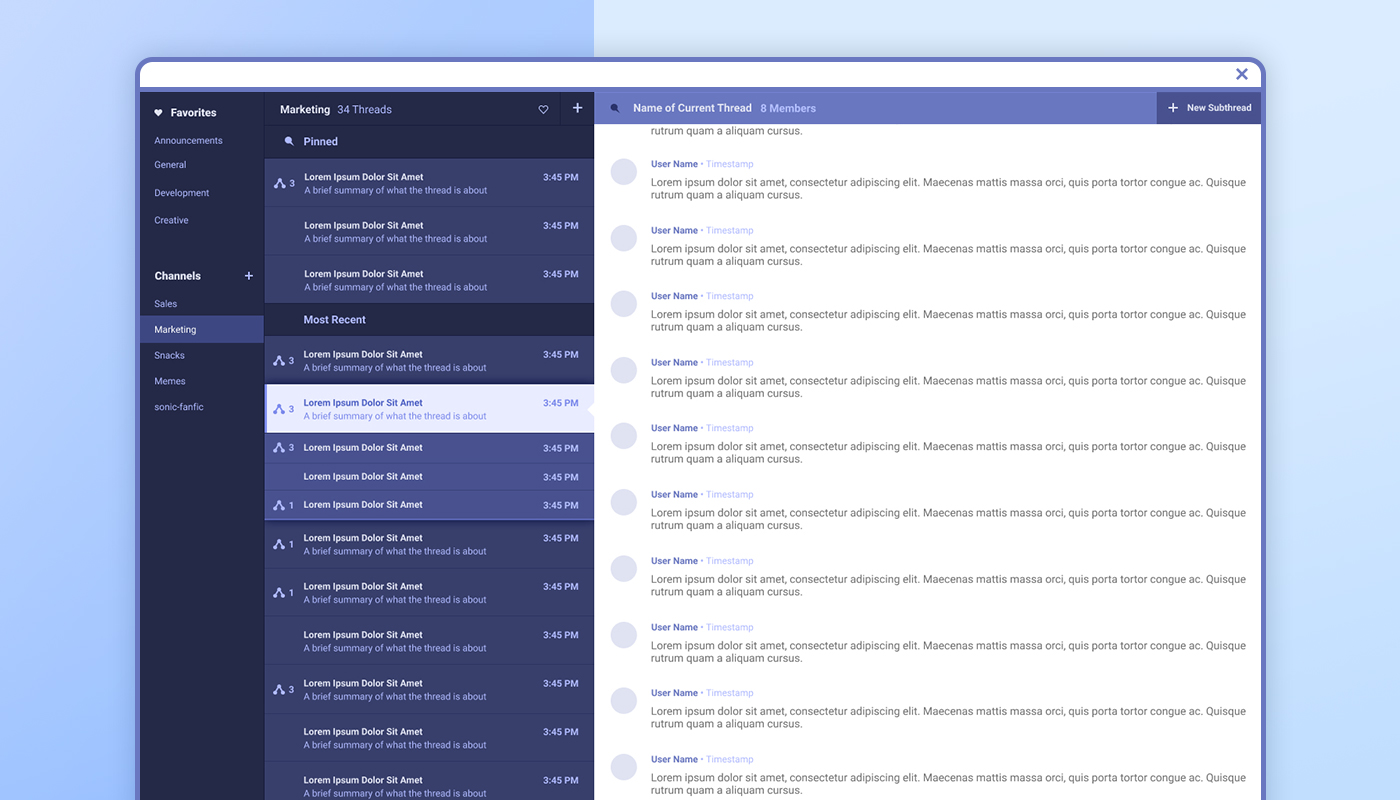 Favorites
Announcements
General
Development
Creative
Channels +
Sales
Marketing
Snacks
Memes
sonic-fanfic
Marketing 34 Threads +
Pinned
3 Lorem Ipsum Dolor Sit Amet 3:45 PM
A brief summary of what the thread is about
Lorem Ipsum Dolor Sit Amet 3:45 PM
A brief summary of what the thread is about
Lorem Ipsum Dolor Sit Amet 3:45 PM
A brief summary of what the thread is about
Most Recent
3 Lorem Ipsum Dolor Sit Amet 3:45 PM
A brief summary of what the thread is about
3 Lorem Ipsum Dolor Sit Amet 3:45 PM
A brief summary of what the thread is about
3 Lorem Ipsum Dolor Sit Amet 3:45 PM
Lorem Ipsum Dolor Sit Amet 3:45 PM
1 Lorem Ipsum Dolor Sit Amet 3:45 PM
1 Lorem Ipsum Dolor Sit Amet 3:45 PM
A brief summary of what the thread is about
1 Lorem Ipsum Dolor Sit Amet 3:45 PM
A brief summary of what the thread is about
Lorem Ipsum Dolor Sit Amet 3:45 PM
A brief summary of what the thread is about
3 Lorem Ipsum Dolor Sit Amet 3:45 PM
A brief summary of what the thread is about
Lorem Ipsum Dolor Sit Amet 3:45 PM
A brief summary of what the thread is about
Lorem Ipsum Dolor Sit Amet 3:45 PM
A brief summary of what the thread is about
Name of Current Thread 8 Members + New Subthread
rutrum quam a aliquam cursus.
User Name • Timestamp
Lorem ipsum dolor sit amet, consectetur adipiscing elit. Maecenas mattis massa orci, quis porta tortor congue ac. Quisque
rutrum quam a aliquam cursus.
User Name • Timestamp
Lorem ipsum dolor sit amet, consectetur adipiscing elit. Maecenas mattis massa orci, quis porta tortor congue ac. Quisque
rutrum quam a aliquam cursus.
User Name • Timestamp
Lorem ipsum dolor sit amet, consectetur adipiscing elit. Maecenas mattis massa orci, quis porta tortor congue ac. Quisque
rutrum quam a aliquam cursus.
User Name • Timestamp
Lorem ipsum dolor sit amet, consectetur adipiscing elit. Maecenas mattis massa orci, quis porta tortor congue ac. Quisque
rutrum quam a aliquam cursus.
User Name • Timestamp
Lorem ipsum dolor sit amet, consectetur adipiscing elit. Maecenas mattis massa orci, quis porta tortor congue ac. Quisque
rutrum quam a aliquam cursus.
User Name • Timestamp
Lorem ipsum dolor sit amet, consectetur adipiscing elit. Maecenas mattis massa orci, quis porta tortor congue ac. Quisque
rutrum quam a aliquam cursus.
User Name • Timestamp
Lorem ipsum dolor sit amet, consectetur adipiscing elit. Maecenas mattis massa orci, quis porta tortor congue ac. Quisque
rutrum quam a aliquam cursus.
User Name • Timestamp
Lorem ipsum dolor sit amet, consectetur adipiscing elit. Maecenas mattis massa orci, quis porta tortor congue ac. Quisque
rutrum quam a aliquam cursus.
User Name • Timestamp
Lorem ipsum dolor sit amet, consectetur adipiscing elit. Maecenas mattis massa orci, quis porta tortor congue ac. Quisque
rutrum quam a aliquam cursus.
User Name • Timestamp
Lorem ipsum dolor sit amet, consectetur adipiscing elit. Maecenas mattis massa orci, quis porta tortor congue ac. Quisque
rutrum quam a aliquam cursus.